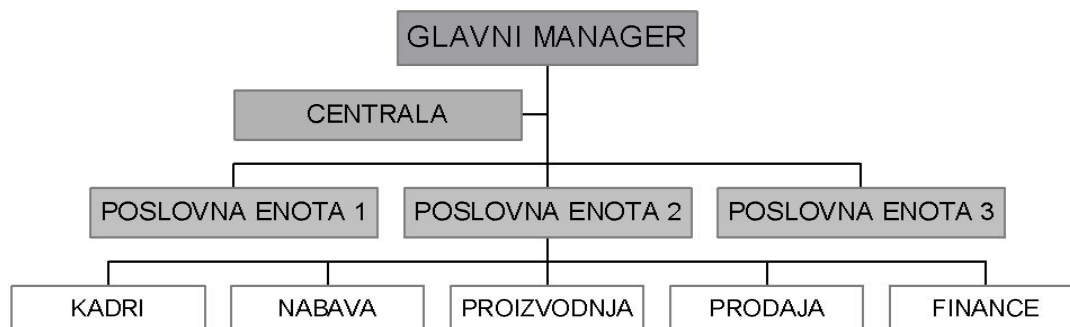 GLAVNI MANAGER
CENTRALA
POSLOVNA ENOTA 1
POSLOVNA ENOTA 2
POSLOVNA ENOTA 3
KADRI
NABAVA
PROIZVODNJA
PRODAJA
FINANCE